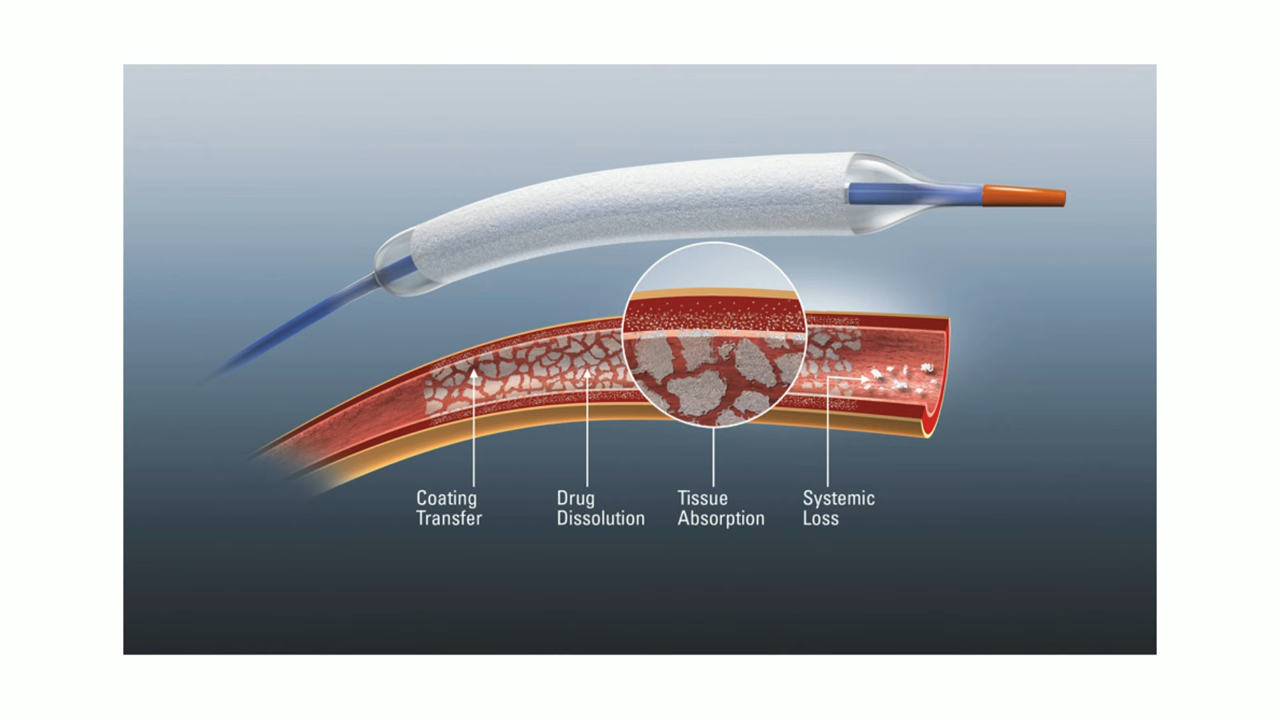 Coating
Transfer
Drug
Dissolution
Tissue
Absorption
Systemic
Loss